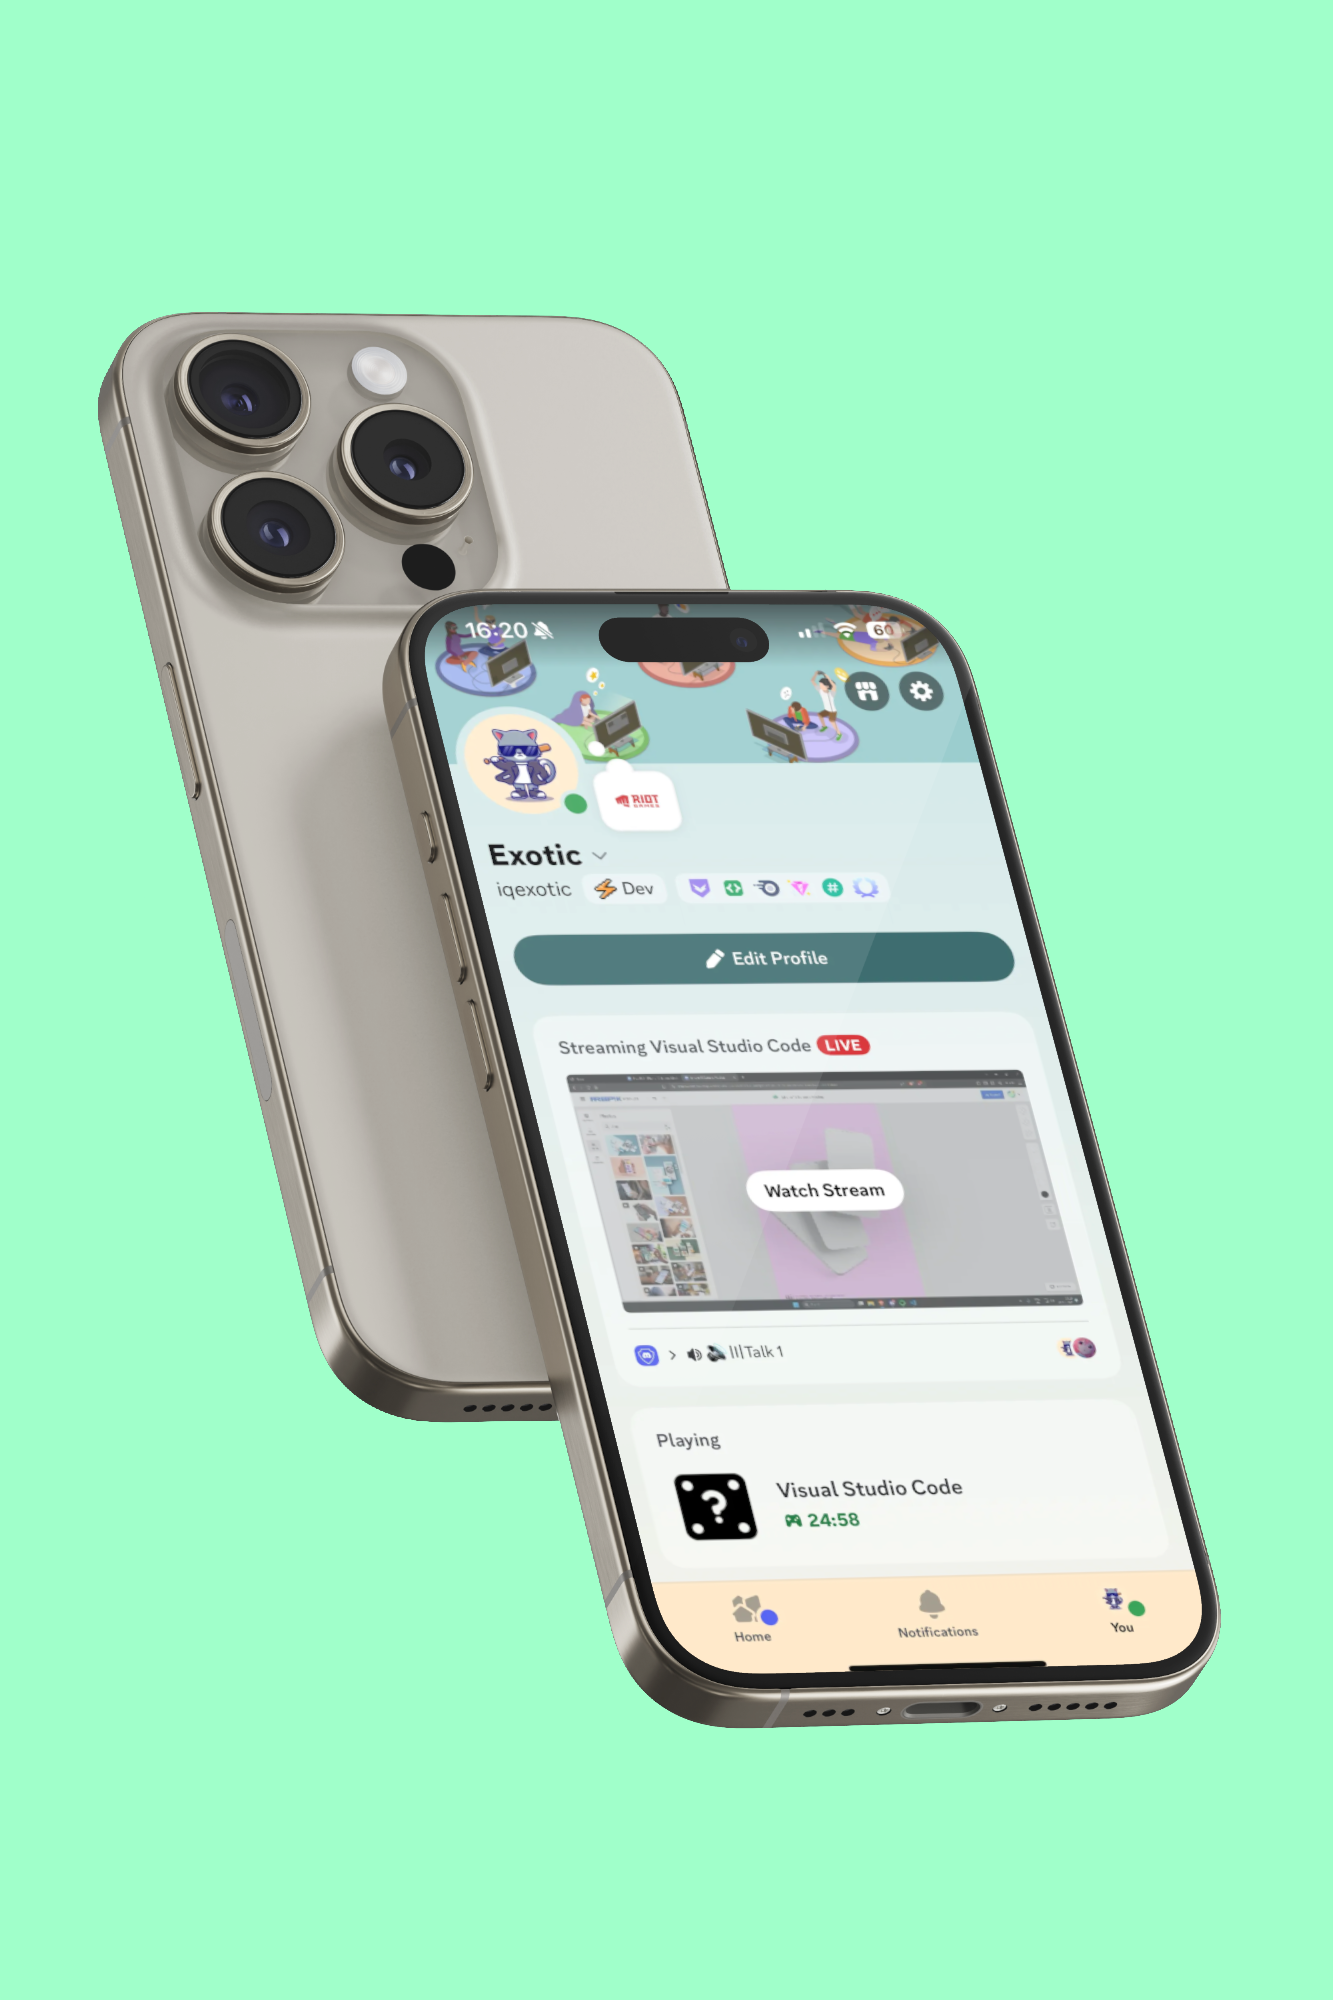 16:20
60
RIOT
GAMES
Exotic
iqexotic
Dev
Edit Profile
Streaming Visual Studio Code LIVE
Watch Stream
Talk 1
Playing
Visual Studio Code
24:58
Home
Notifications
You